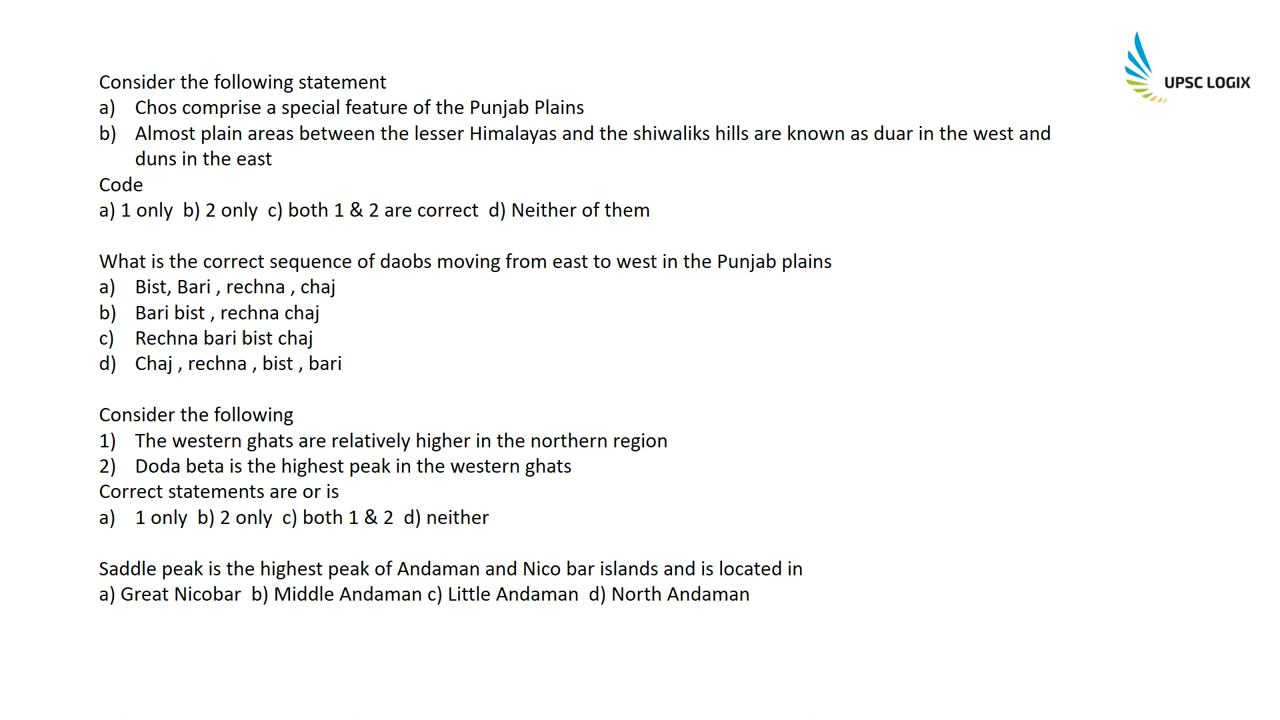 UPSC LOGIX
Consider the following statement
a) Chos comprise a special feature of the Punjab Plains
b) Almost plain areas between the lesser Himalayas and the shiwaliks hills are known as duar in the west and
duns in the east
Code
a) 1 only b) 2 only c) both 1 & 2 are correct d) Neither of them
What is the correct sequence of daobs moving from east to west in the Punjab plains
a) Bist, Bari , rechna , chaj
b) Bari bist , rechna chaj
c) Rechna bari bist chaj
d) Chaj , rechna , bist , bari
Consider the following
1) The western ghats are relatively higher in the northern region
2) Doda beta is the highest peak in the western ghats
Correct statements are or is
a) 1 only b) 2 only c) both 1 & 2 d) neither
Saddle peak is the highest peak of Andaman and Nico bar islands and is located in
a) Great Nicobar b) Middle Andaman c) Little Andaman d) North Andaman